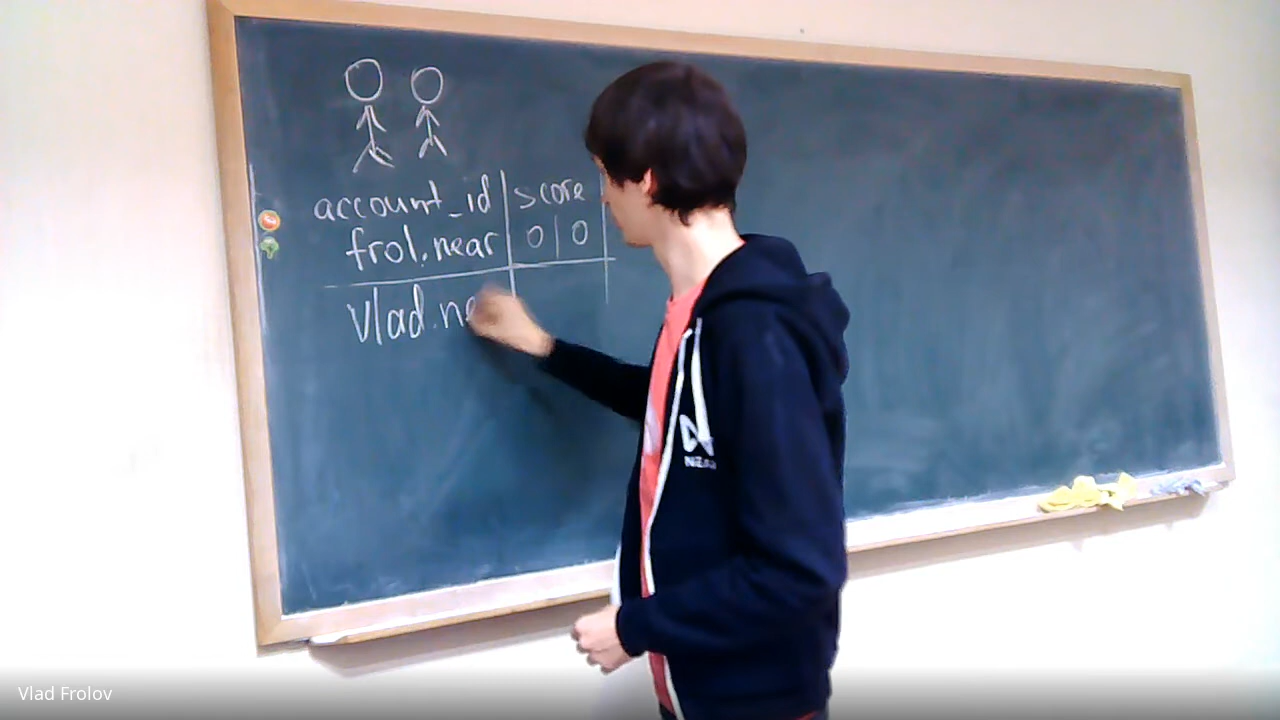 account_id score
frol.near 0 | 0
vlad.ne
NEAR
Vlad Frolov